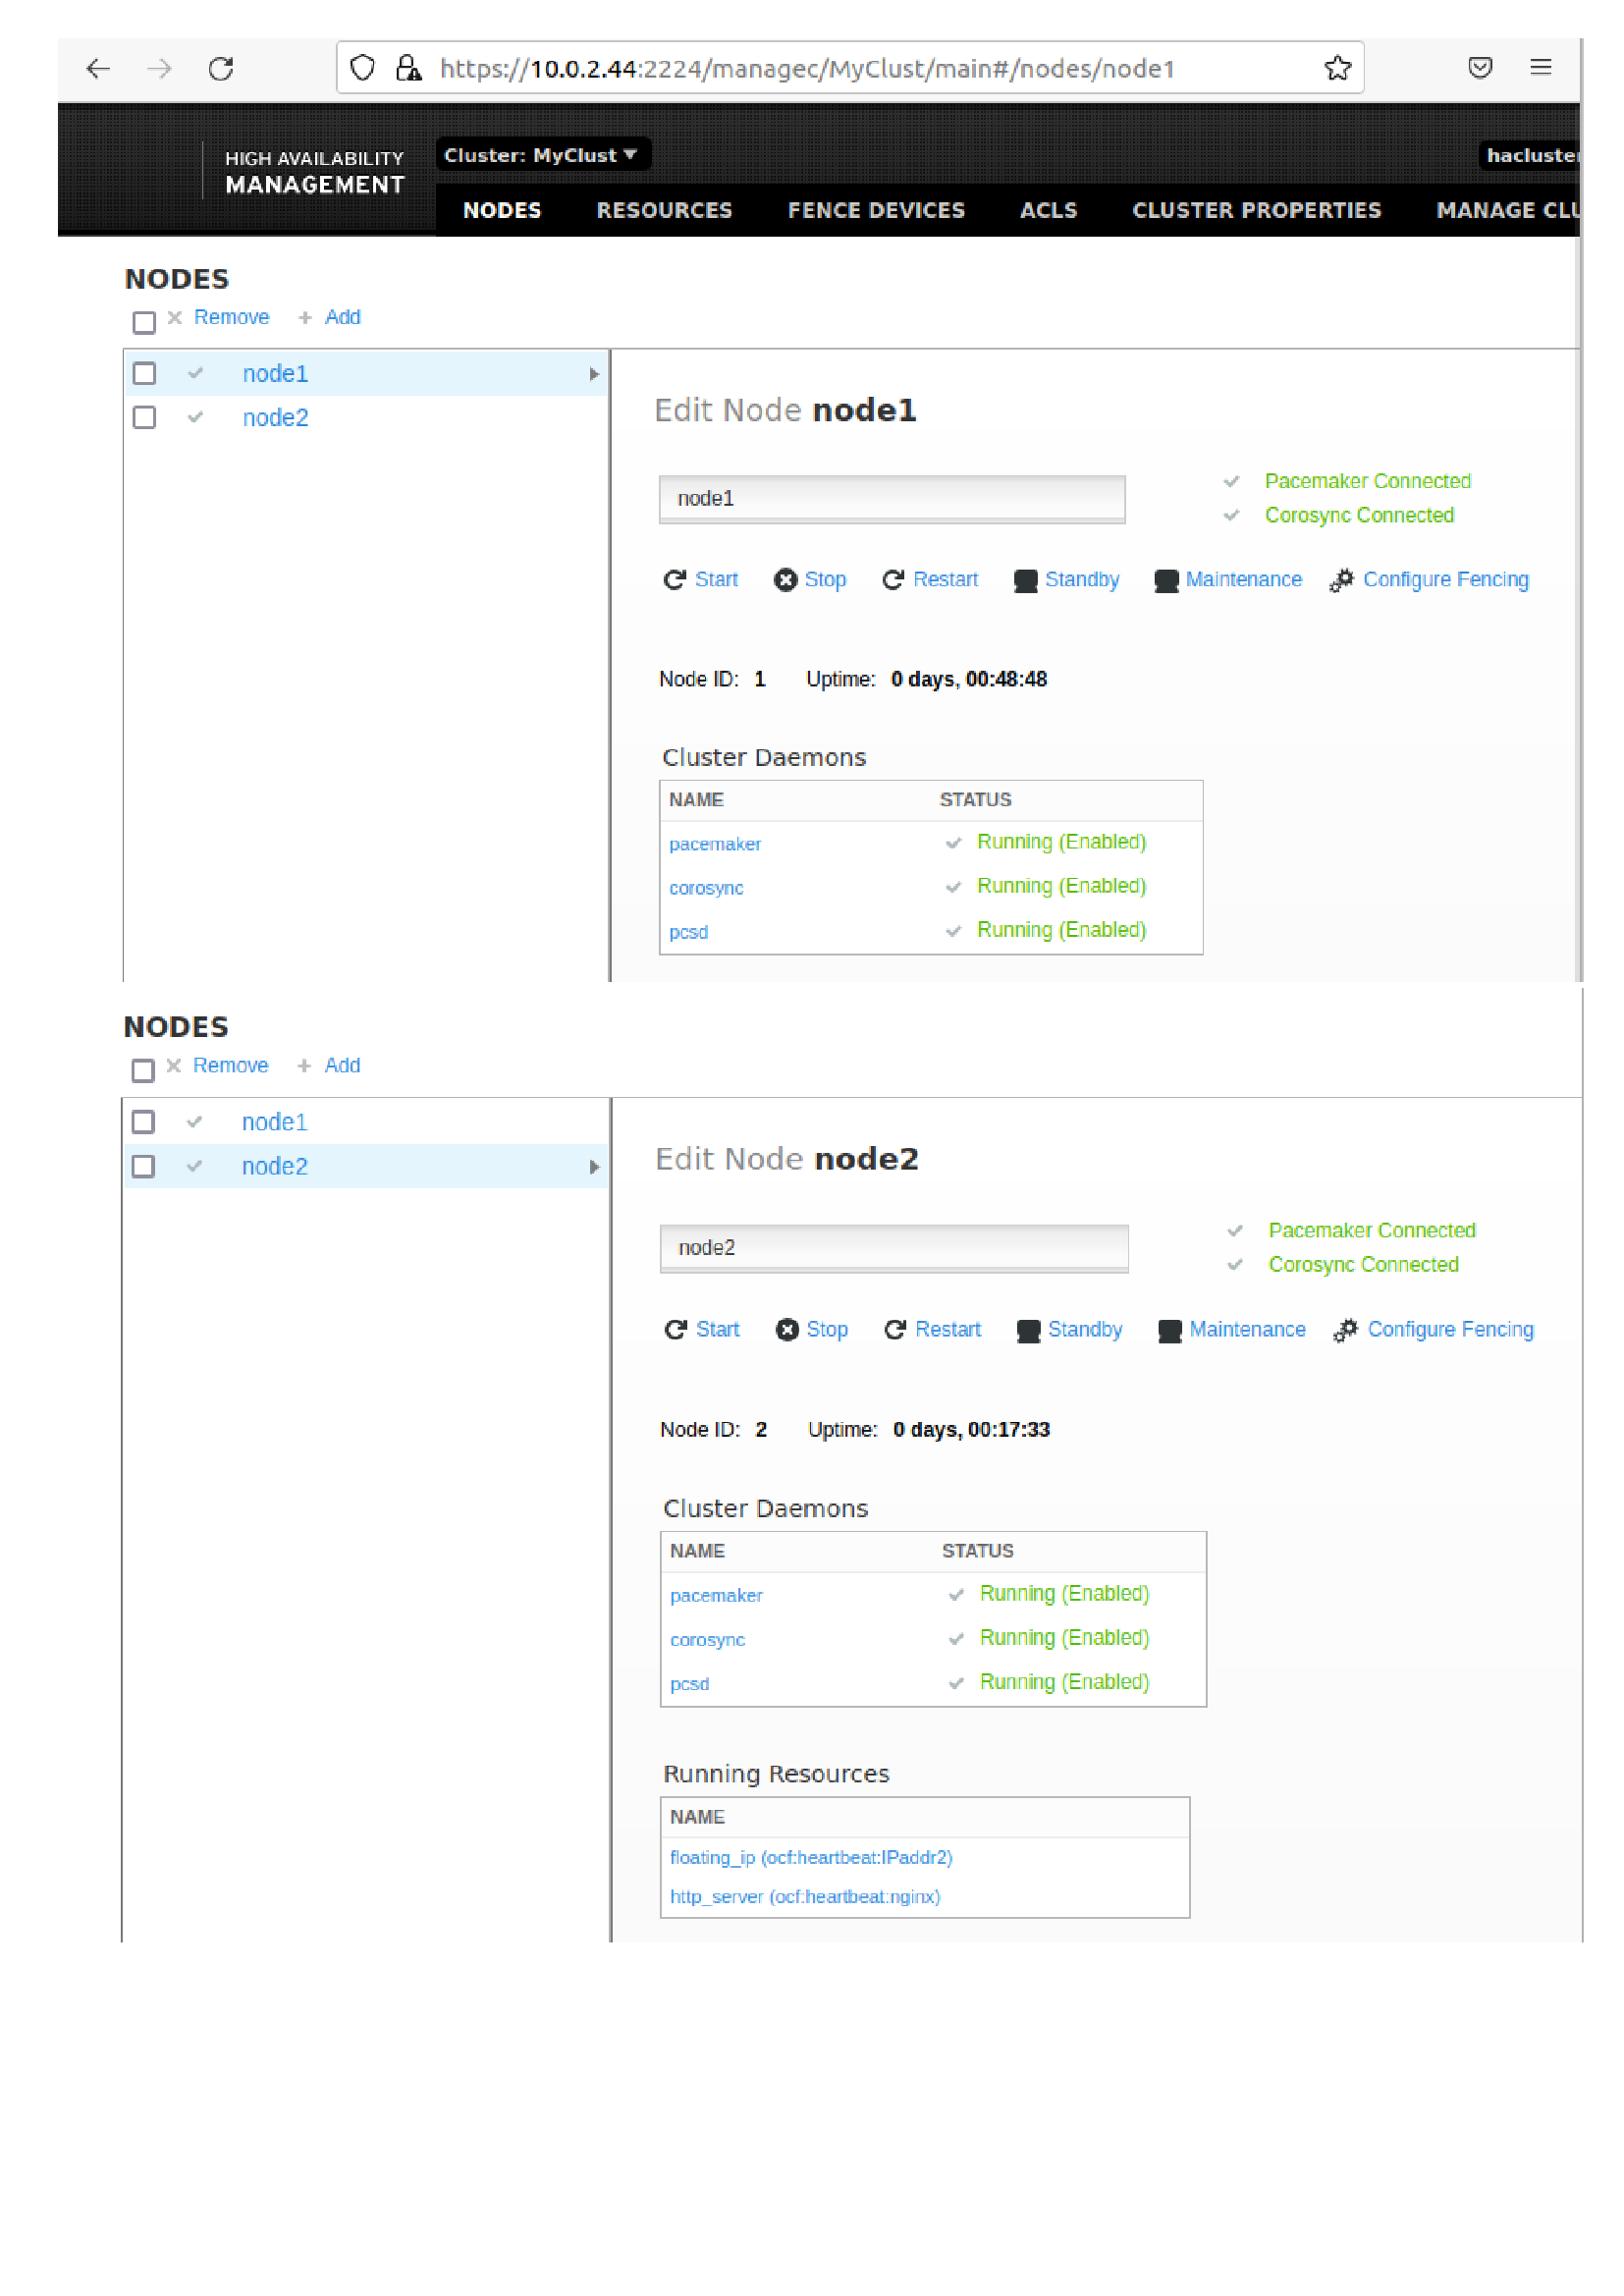 https://10.0.2.44:2224/managec/MyClust/main#/nodes/node1
HIGH AVAILABILITY
MANAGEMENT
Cluster: MyClust
hacluster
NODES RESOURCES FENCE DEVICES ACLS CLUSTER PROPERTIES MANAGE CLU
NODES
Remove + Add
node1
node2
Edit Node node1
node1
Pacemaker Connected
Corosync Connected
Start Stop Restart Standby Maintenance Configure Fencing
Node ID: 1 Uptime: 0 days, 00:48:48
Cluster Daemons
NAME STATUS
pacemaker Running (Enabled)
corosync Running (Enabled)
pcsd Running (Enabled)
NODES
Remove + Add
node1
node2
Edit Node node2
node2
Pacemaker Connected
Corosync Connected
Start Stop Restart Standby Maintenance Configure Fencing
Node ID: 2 Uptime: 0 days, 00:17:33
Cluster Daemons
NAME STATUS
pacemaker Running (Enabled)
corosync Running (Enabled)
pcsd Running (Enabled)
Running Resources
NAME
floating_ip (ocf:heartbeat:IPaddr2)
http_server (ocf:heartbeat:nginx)